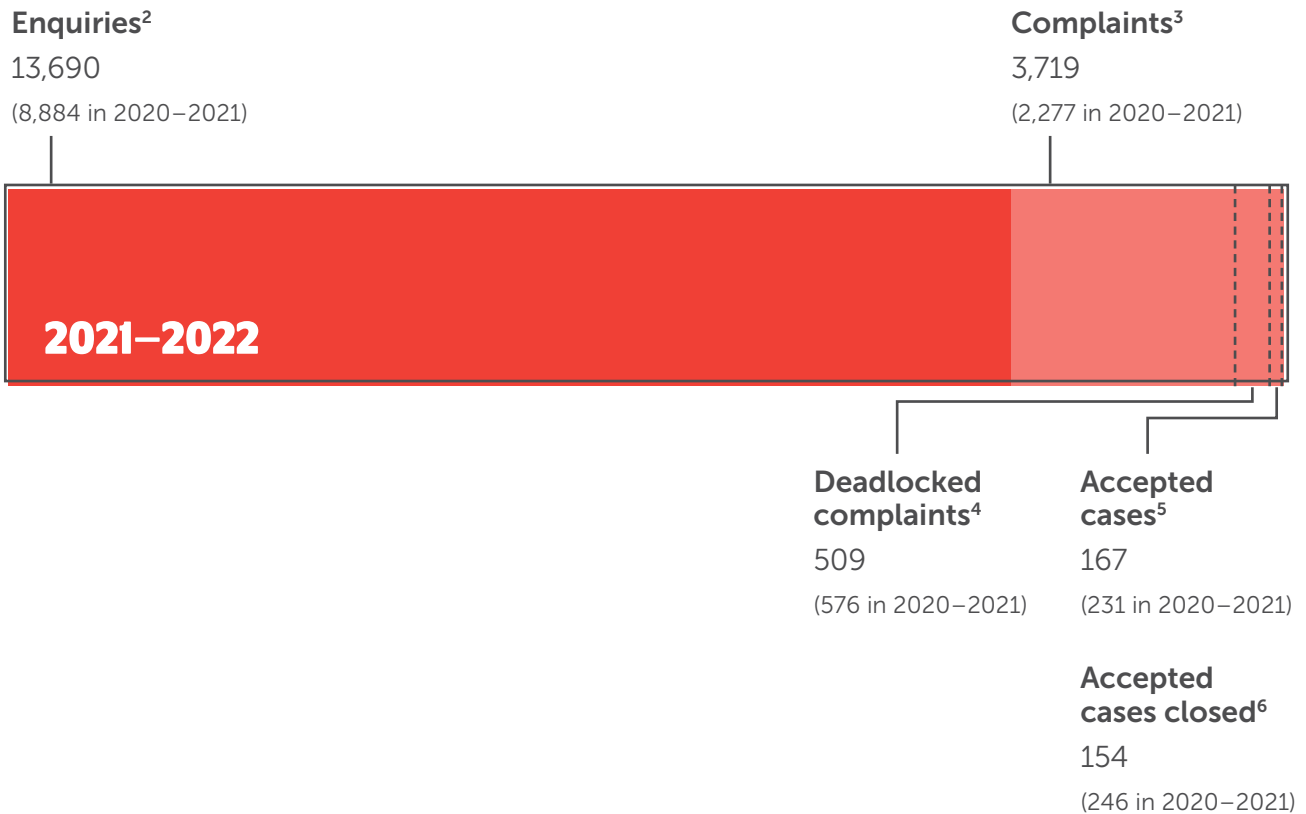 Enquiries²
13,690
(8,884 in 2020–2021)
Complaints³
3,719
(2,277 in 2020–2021)
2021–2022
Deadlocked
complaints⁴
509
(576 in 2020–2021)
Accepted
cases⁵
167
(231 in 2020–2021)
Accepted
cases closed⁶
154
(246 in 2020–2021)